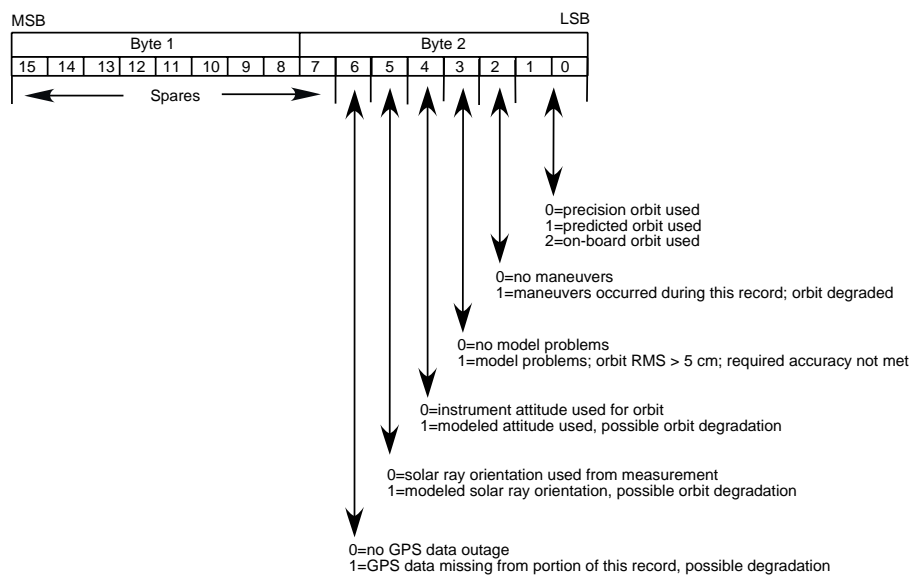 MSB LSB
Byte 1 Byte 2
15 14 13 12 11 10 9 8 7 6 5 4 3 2 1 0
Spares
0=precision orbit used
1=predicted orbit used
2=on-board orbit used
0=no maneuvers
1=maneuvers occurred during this record; orbit degraded
0=no model problems
1=model problems; orbit RMS > 5 cm; required accuracy not met
0=instrument attitude used for orbit
1=modeled attitude used, possible orbit degradation
0=solar ray orientation used from measurement
1=modeled solar ray orientation, possible orbit degradation
0=no GPS data outage
1=GPS data missing from portion of this record, possible degradation